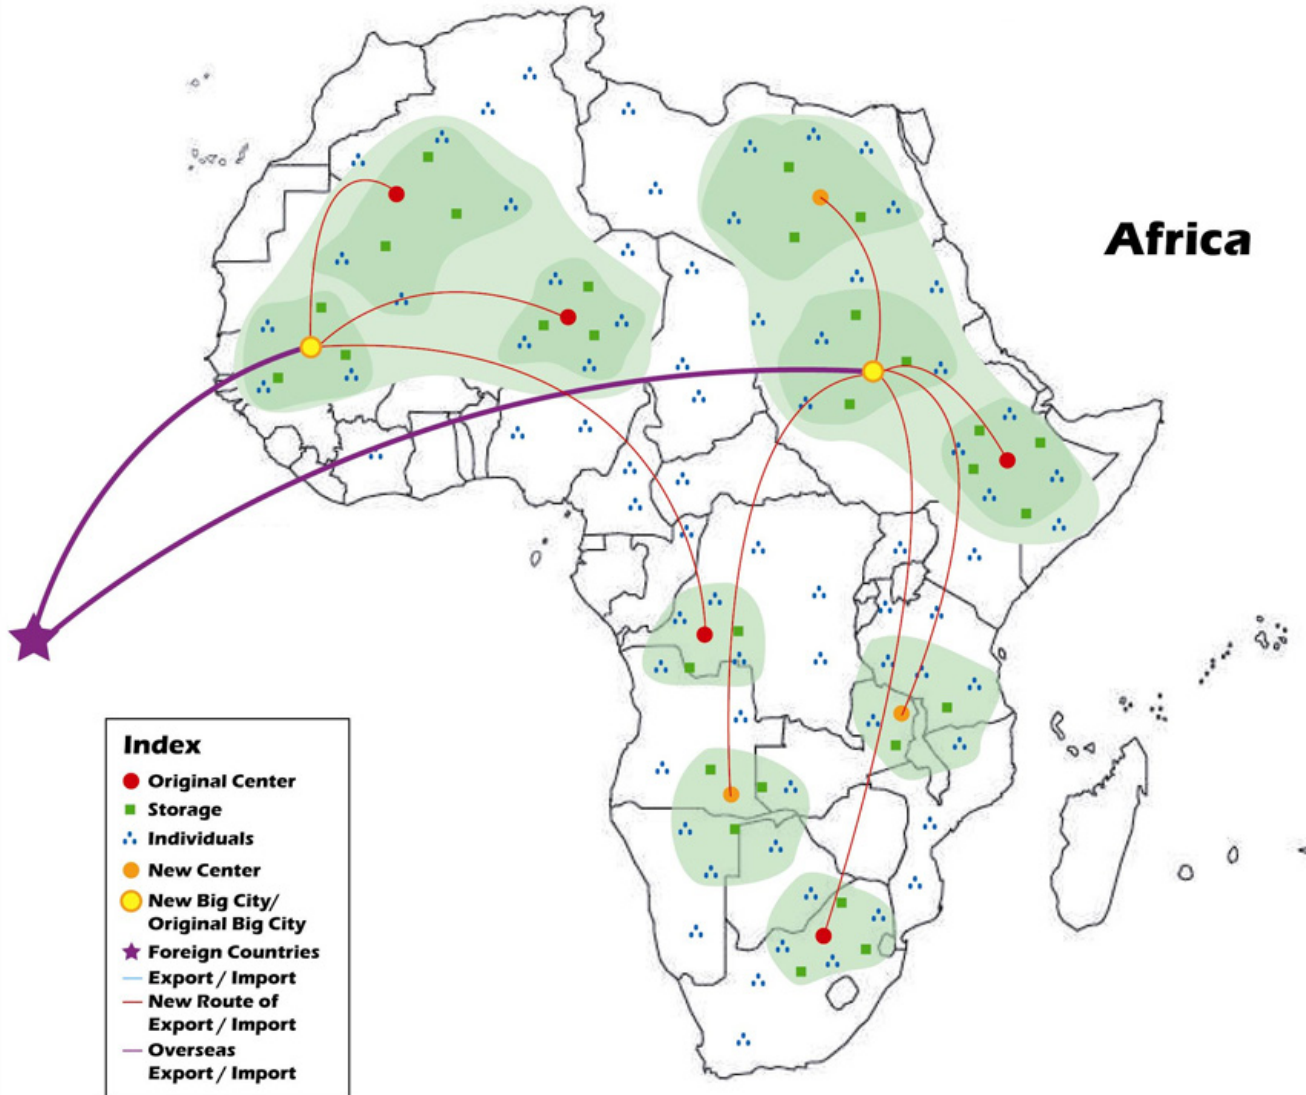 Africa
Index
Original Center
Storage
Individuals
New Center
New Big City/
Original Big City
Foreign Countries
Export / Import
New Route of
Export / Import
Overseas
Export / Import